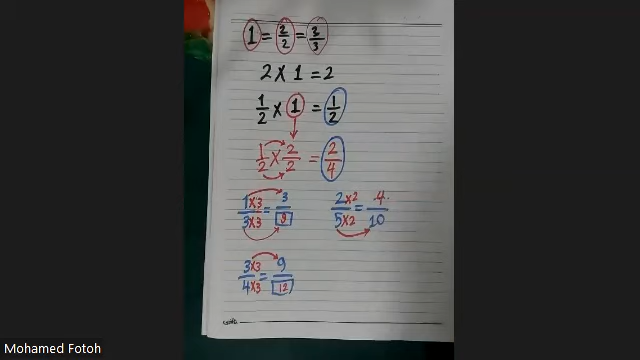 1 = 2/2 = 3/3
2 X 1 = 2
1/2 X 1 = 1/2
1/2 X 2/2 = 2/4
1X3/3X3 = 3/9 2X2/5X2 = 4/10
3X3/4X3 = 9/12
Mohamed Fotoh